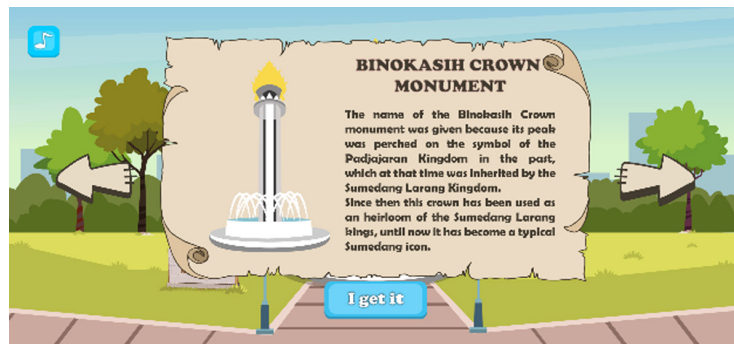 BINOKASIH CROWN
MONUMENT
The name of the Binokasih Crown
monument was given because its peak
was perched on the symbol of the
Padjajaran Kingdom in the past,
which at that time was inherited by the
Sumedang Larang Kingdom.
Since then this crown has been used as
an heirloom of the Sumedang Larang
kings, until now it has become a typical
Sumedang icon.
I get it